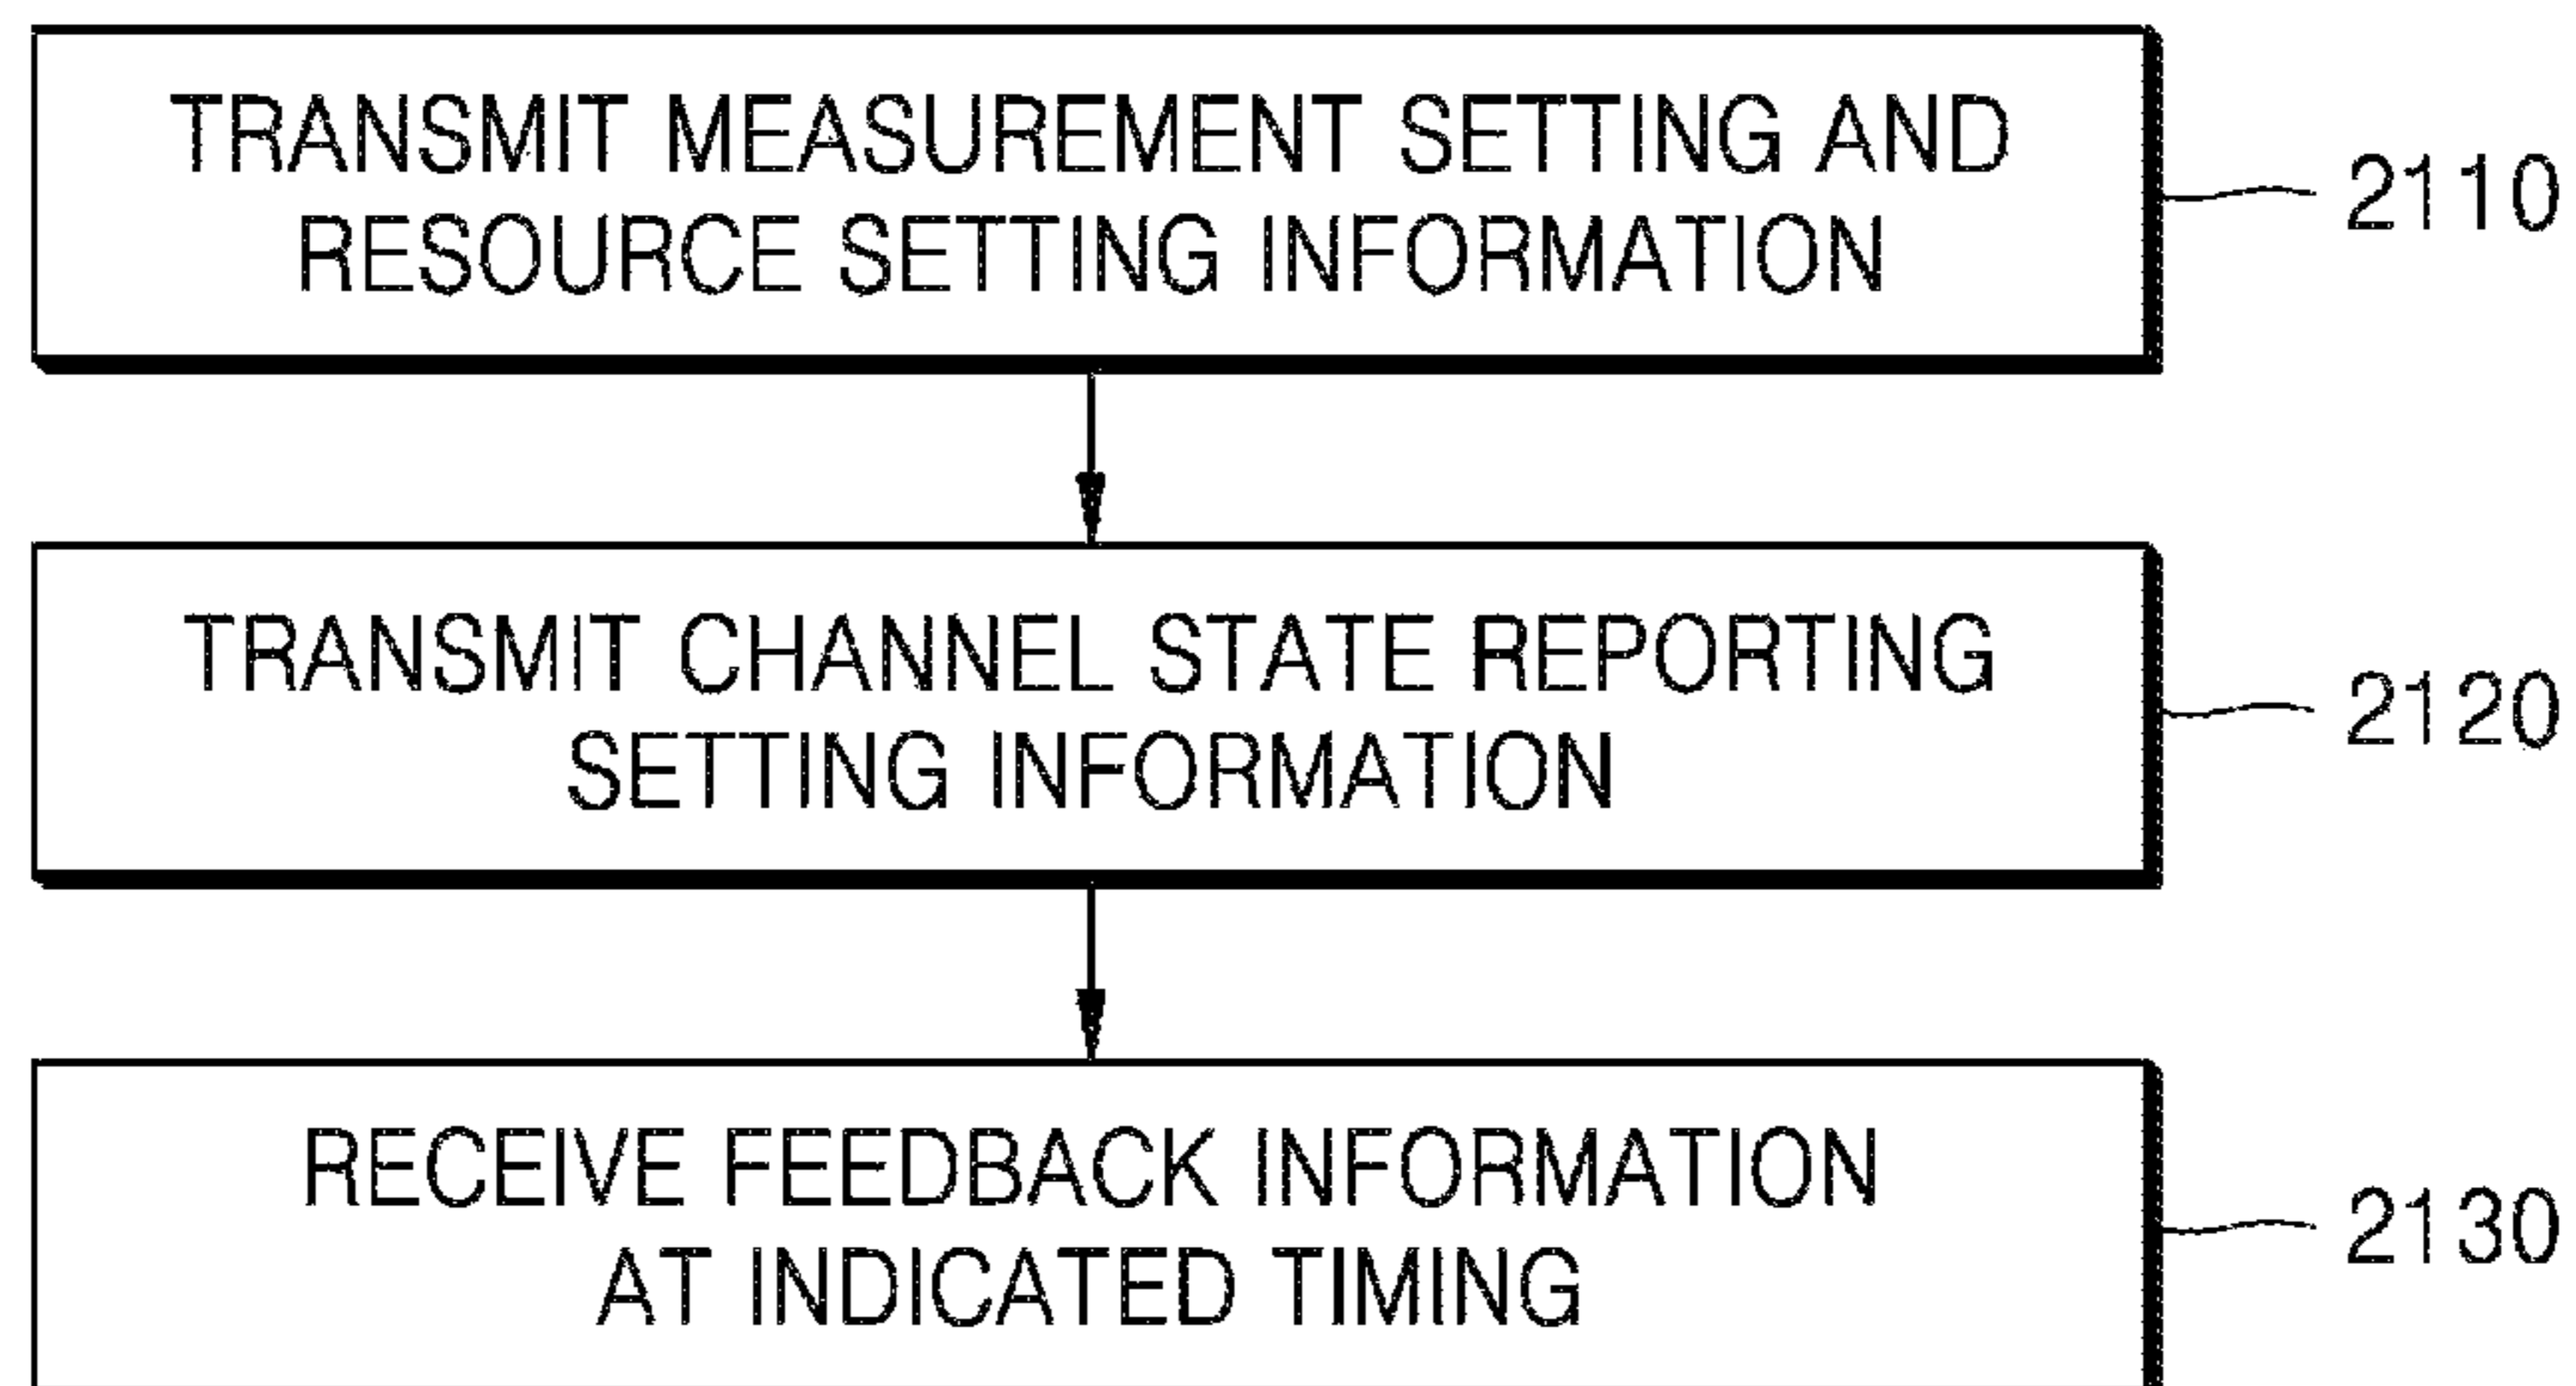 TRANSMIT MEASUREMENT SETTING AND
RESOURCE SETTING INFORMATION
2110
TRANSMIT CHANNEL STATE REPORTING
SETTING INFORMATION
2120
RECEIVE FEEDBACK INFORMATION
AT INDICATED TIMING
2130